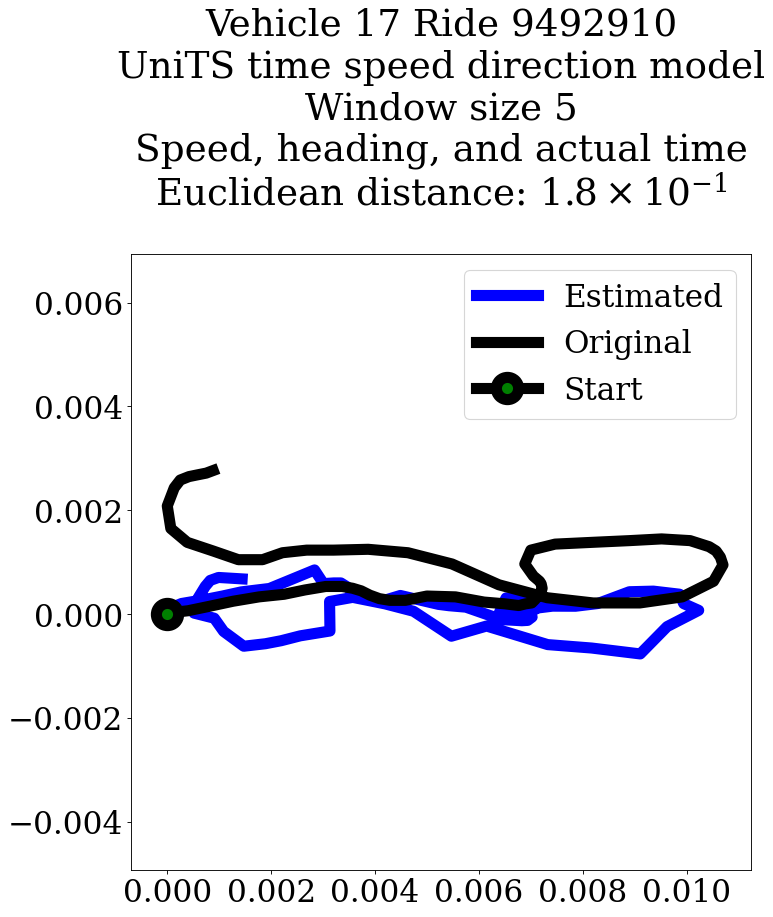 Vehicle 17 Ride 9492910
UniTS time speed direction model
Window size 5
Speed, heading, and actual time
Euclidean distance: 1.8 × 10⁻¹
Estimated
Original
Start
0.006
0.004
0.002
0.000
−0.002
−0.004
0.000 0.002 0.004 0.006 0.008 0.010